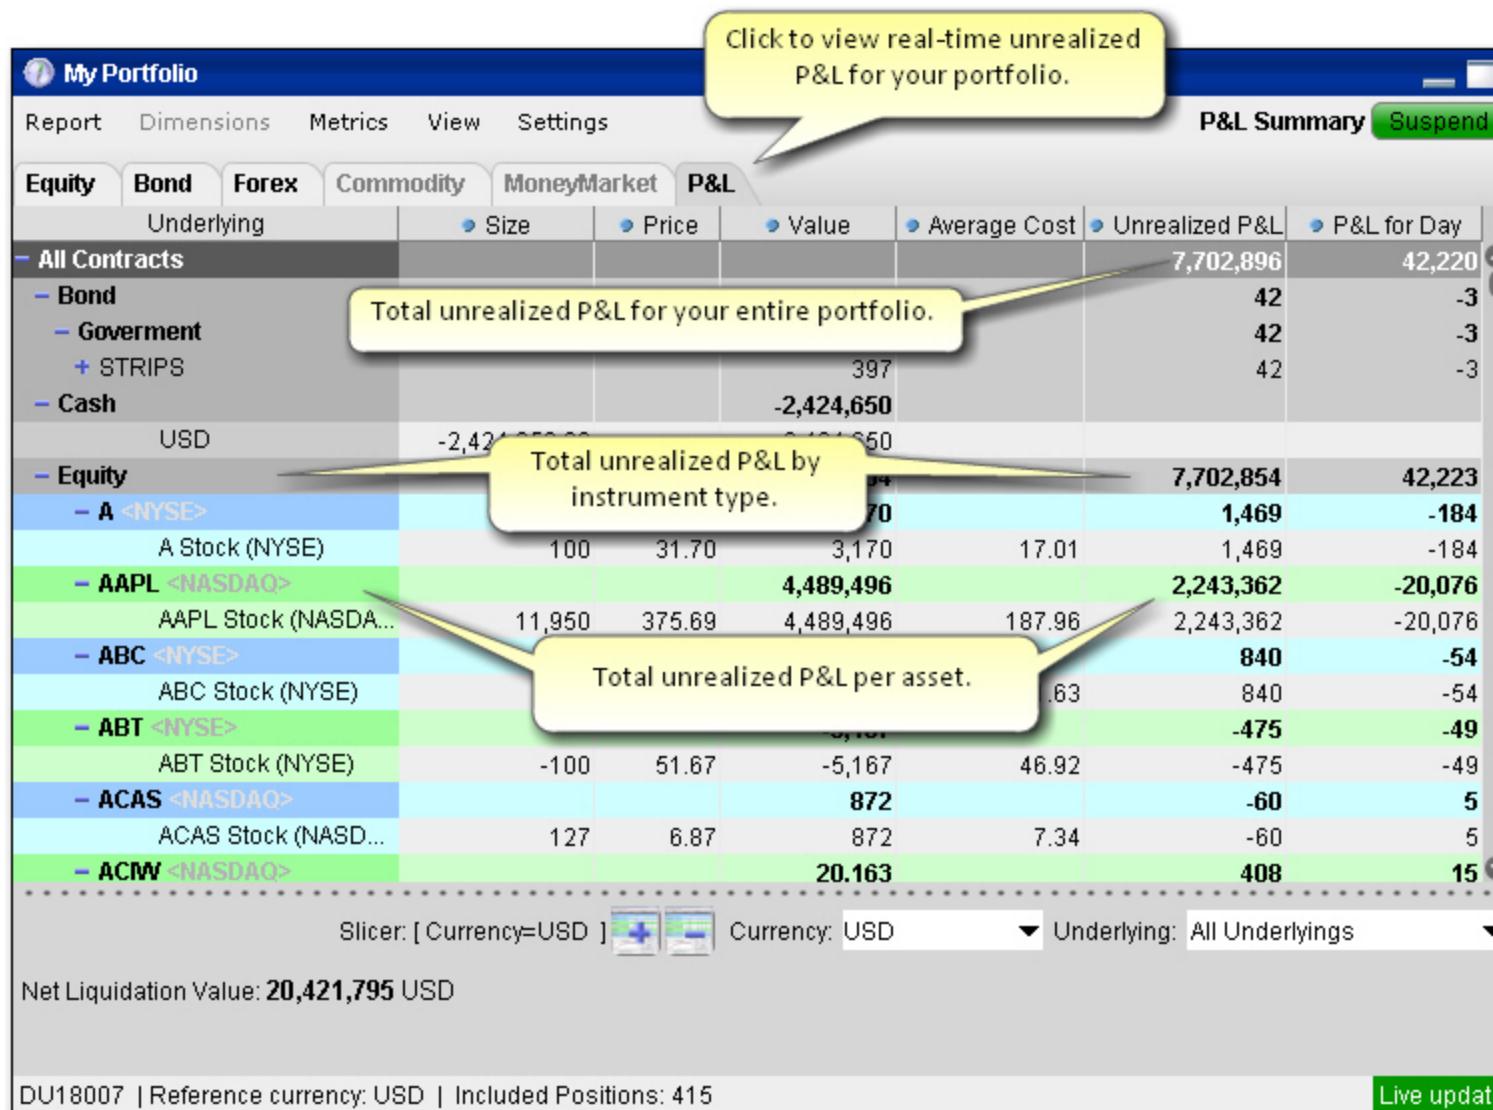 Click to view real-time unrealized
P&L for your portfolio.
My Portfolio
Report Dimensions Metrics View Settings P&L Summary Suspend
Equity Bond Forex Commodity MoneyMarket P&L
Underlying Size Price Value Average Cost Unrealized P&L P&L for Day
All Contracts 7,702,896 42,220
Bond 42 -3
Total unrealized P&L for your entire portfolio.
Goverment 42 -3
STRIPS 397 42 -3
Cash -2,424,650
USD
Total unrealized P&L by
instrument type.
Equity 7,702,854 42,223
A <NYSE> 1,469 -184
A Stock (NYSE) 100 31.70 3,170 17.01 1,469 -184
AAPL <NASDAQ> 4,489,496 2,243,362 -20,076
AAPL Stock (NASDA... 11,950 375.69 4,489,496 187.96 2,243,362 -20,076
ABC <NYSE> 840 -54
Total unrealized P&L per asset.
ABC Stock (NYSE) 840 -54
ABT <NYSE> -475 -49
ABT Stock (NYSE) -100 51.67 -5,167 46.92 -475 -49
ACAS <NASDAQ> 872 -60 5
ACAS Stock (NASD... 127 6.87 872 7.34 -60 5
ACIW <NASDAQ> 20.163 408 15
Slicer: [ Currency=USD ] Currency: USD Underlying: All Underlyings
Net Liquidation Value: 20,421,795 USD
DU18007 | Reference currency: USD | Included Positions: 415 Live updat